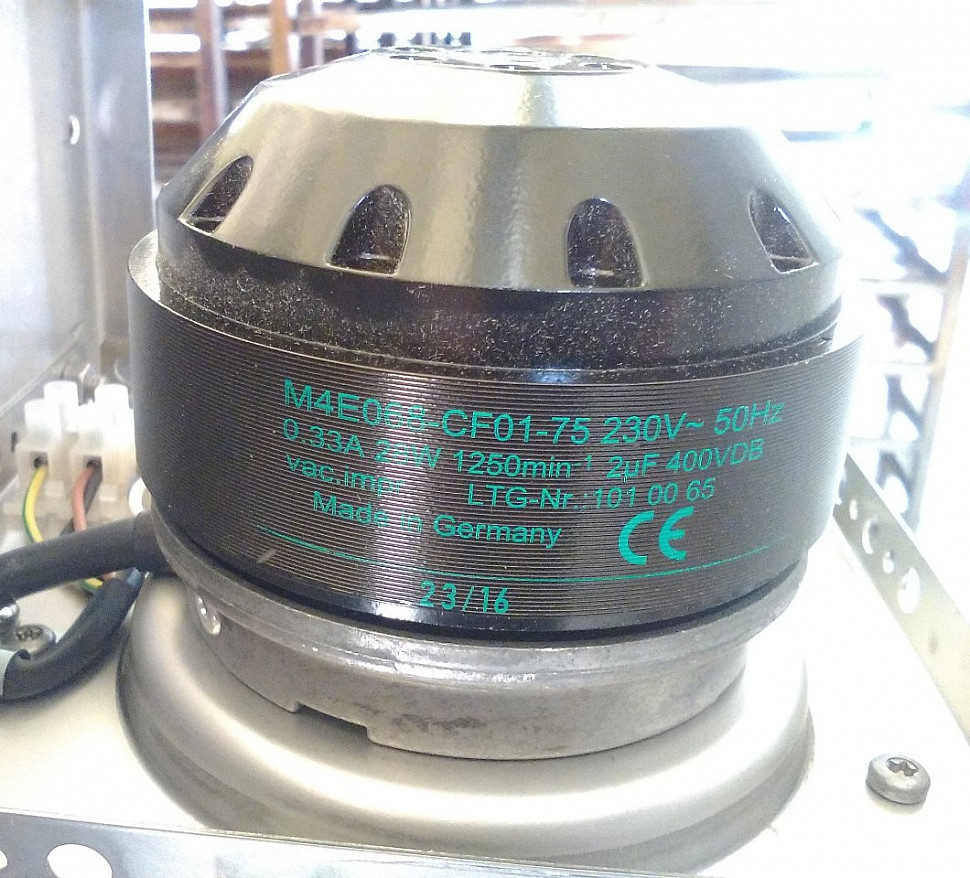 M4E068-CF01-75 230V~ 50Hz
0.33A 1250min⁻¹ 2µF 400VDB
vac.impr. LTG-Nr.:101 00 65
Made in Germany CE
23/16